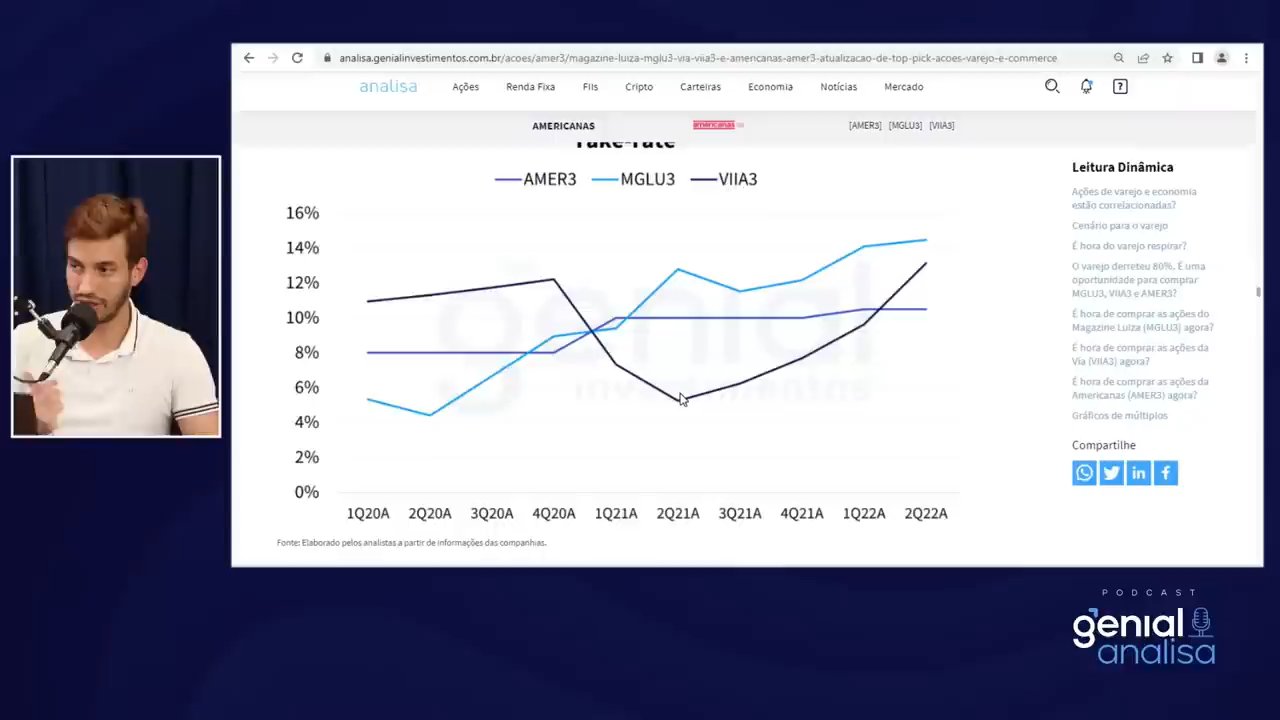 analisa.genialinvestimentos.com.br/acoes/amer3/magazine-luiza-mglu3-via-viia3-e-americanas-amer3-atualizacao-de-top-pick-acoes-varejo-e-commerce
analisa Ações Renda Fixa FIIs Cripto Carteiras Economia Notícias Mercado
AMERICANAS americanas [AMER3] [MGLU3] [VIIA3]
Take-rate
AMER3 MGLU3 VIIA3
16%
14%
12%
10%
8%
6%
4%
2%
0%
1Q20A 2Q20A 3Q20A 4Q20A 1Q21A 2Q21A 3Q21A 4Q21A 1Q22A 2Q22A
genial
investimentos
Fonte: Elaborado pelos analistas a partir de informações das companhias.
Leitura Dinâmica
Ações de varejo e economia
estão correlacionadas?
Cenário para o varejo
É hora do varejo respirar?
O varejo derreteu 80%. É uma
oportunidade para comprar
MGLU3, VIIA3 e AMER3?
É hora de comprar as ações do
Magazine Luiza (MGLU3) agora?
É hora de comprar as ações da
Via (VIIA3) agora?
É hora de comprar as ações da
Americanas (AMER3) agora?
Gráficos de múltiplos
Compartilhe
PODCAST
genial
analisa